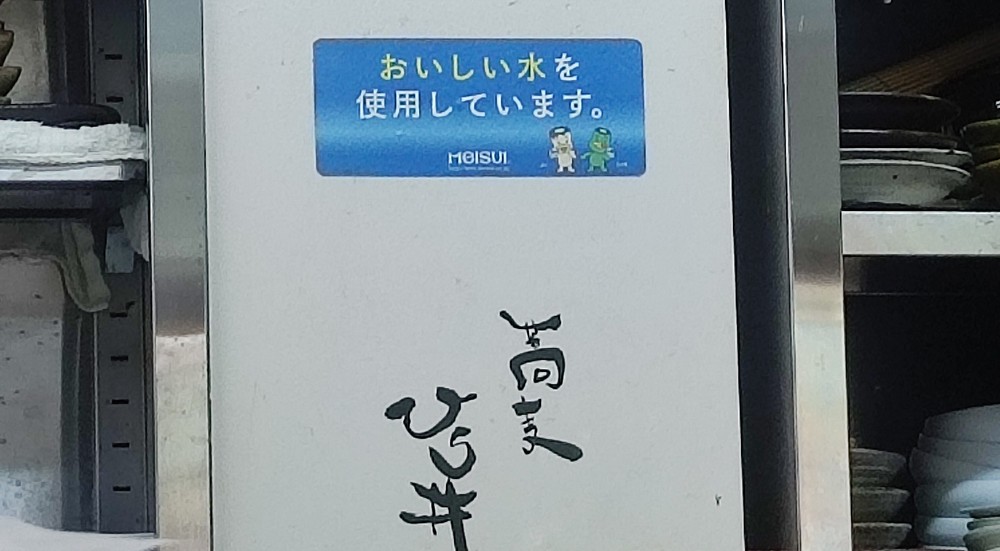 おいしい水を
使用しています。
MeISUI
蕎麦
ひら井